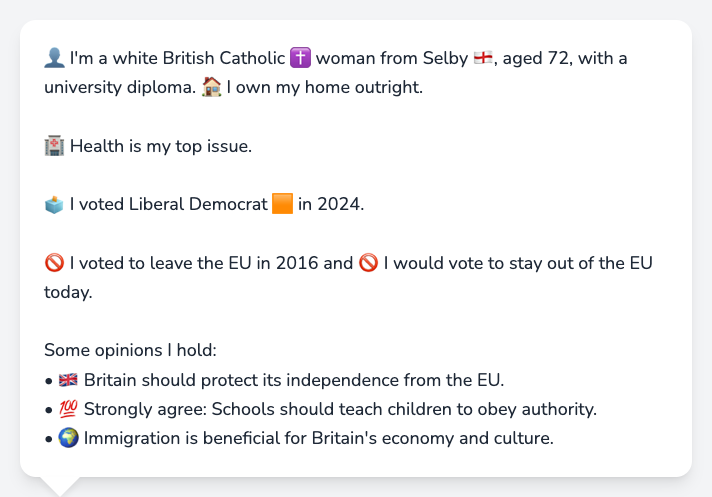 👤 I'm a white British Catholic ✝️ woman from Selby 🏴󠁧󠁢󠁥󠁮󠁧󠁿, aged 72, with a
university diploma. 🏠 I own my home outright.
🏥 Health is my top issue.
🗳️ I voted Liberal Democrat 🟧 in 2024.
🚫 I voted to leave the EU in 2016 and 🚫 I would vote to stay out of the EU
today.
Some opinions I hold:
• 🇬🇧 Britain should protect its independence from the EU.
• 💯 Strongly agree: Schools should teach children to obey authority.
• 🌍 Immigration is beneficial for Britain's economy and culture.